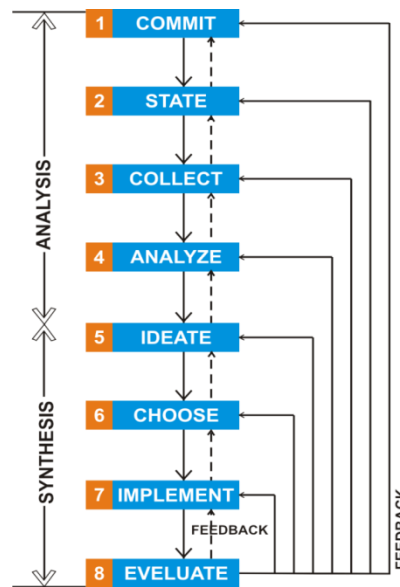 1 COMMIT
2 STATE
3 COLLECT
4 ANALYZE
5 IDEATE
6 CHOOSE
7 IMPLEMENT
FEEDBACK
8 EVELUATE
ANALYSIS
SYNTHESIS
FEEDBACK